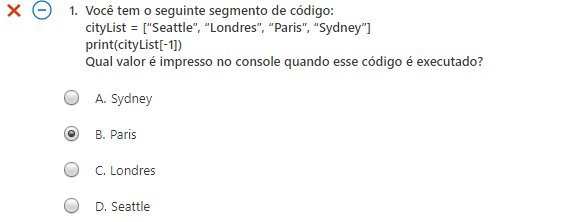 1. Você tem o seguinte segmento de código:
cityList = [“Seattle”, “Londres”, “Paris”, “Sydney”]
print(cityList[-1])
Qual valor é impresso no console quando esse código é executado?
A. Sydney
B. Paris
C. Londres
D. Seattle